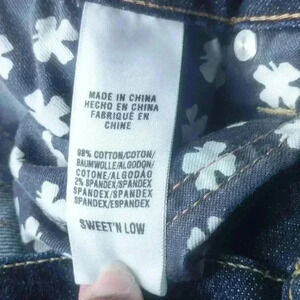 MADE IN CHINA
HECHO EN CHINA
FABRIQUÉ EN
CHINE
98% COTTON/COTON/
BAUMWOLLE/ALGODON/
COTONE/ALGODÃO
2% SPANDEX/SPANDEX
SPANDEX/SPANDEX
SPANDEX/ESPANDEX
SWEET'N LOW